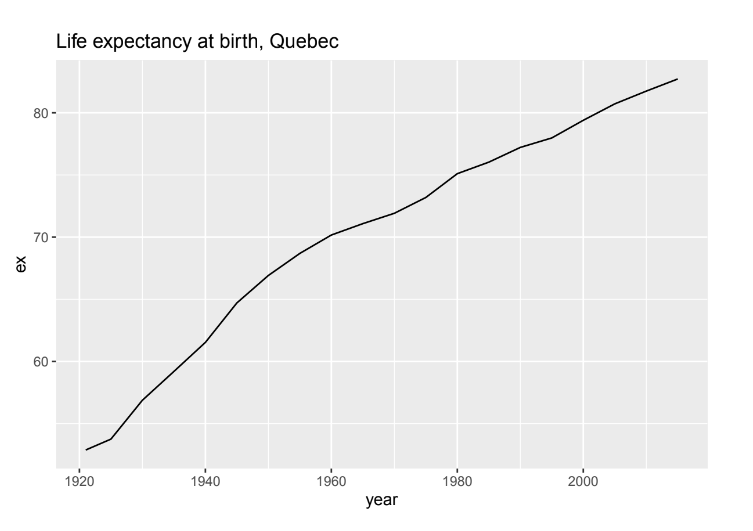 Life expectancy at birth, Quebec
80
70
60
ex
1920 1940 1960 1980 2000
year